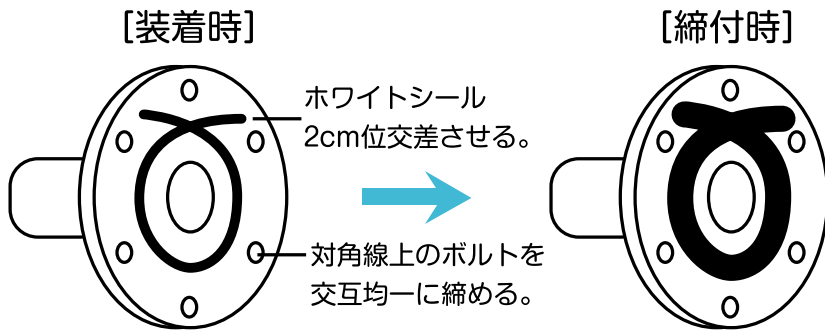 [装着時]
[締付時]
ホワイトシール
2cm位交差させる。
対角線上のボルトを
交互均一に締める。